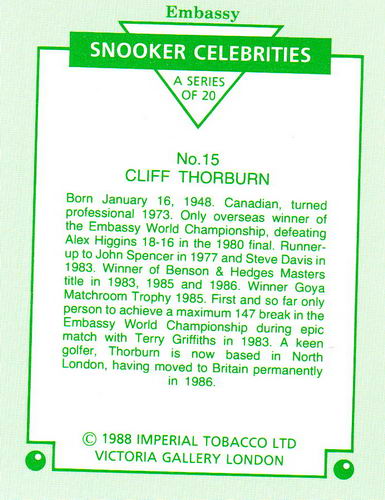 Embassy
SNOOKER CELEBRITIES
A SERIES
OF 20
No.15
CLIFF THORBURN
Born January 16, 1948. Canadian, turned
professional 1973. Only overseas winner of
the Embassy World Championship, defeating
Alex Higgins 18-16 in the 1980 final. Runner-
up to John Spencer in 1977 and Steve Davis in
1983. Winner of Benson & Hedges Masters
title in 1983, 1985 and 1986. Winner Goya
Matchroom Trophy 1985. First and so far only
person to achieve a maximum 147 break in the
Embassy World Championship during epic
match with Terry Griffiths in 1983. A keen
golfer, Thorburn is now based in North
London, having moved to Britain permanently
in 1986.
© 1988 IMPERIAL TOBACCO LTD
VICTORIA GALLERY LONDON